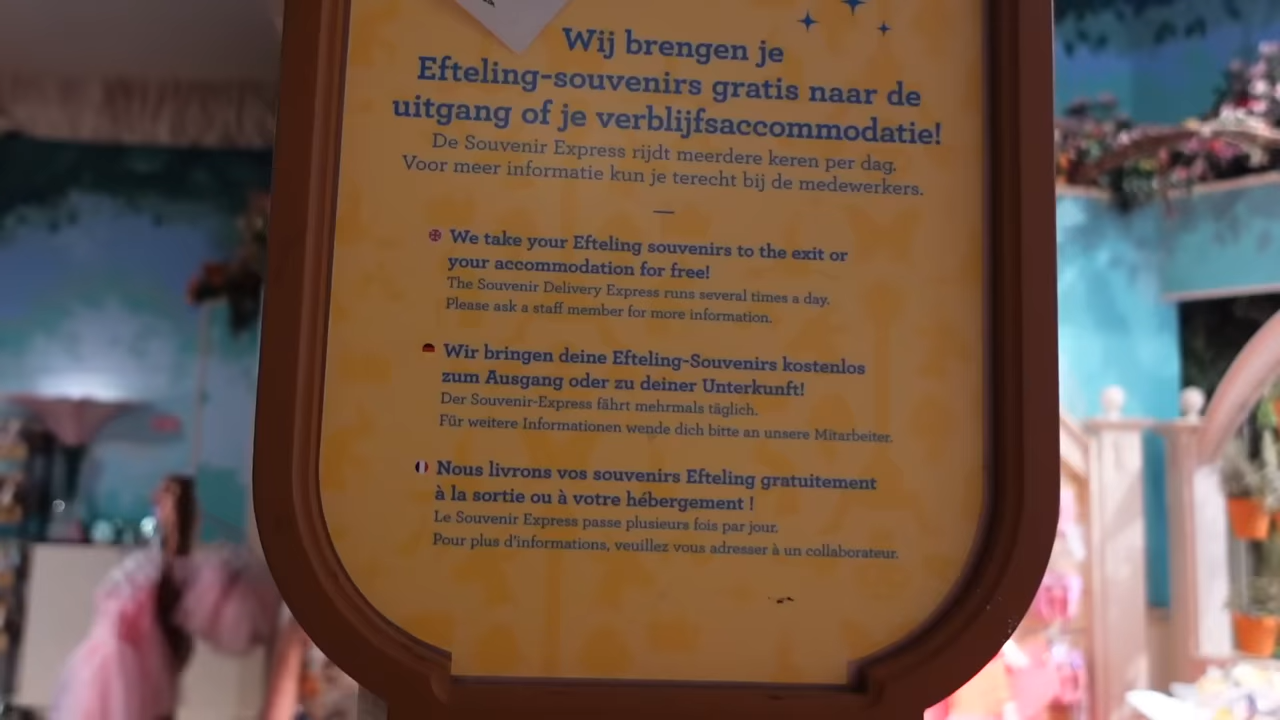 Wij brengen je
Efteling-souvenirs gratis naar de
uitgang of je verblijfsaccommodatie!
De Souvenir Express rijdt meerdere keren per dag.
Voor meer informatie kun je terecht bij de medewerkers.
We take your Efteling souvenirs to the exit or
your accommodation for free!
The Souvenir Delivery Express runs several times a day.
Please ask a staff member for more information.
Wir bringen deine Efteling-Souvenirs kostenlos
zum Ausgang oder zu deiner Unterkunft!
Der Souvenir-Express fährt mehrmals täglich.
Für weitere Informationen wende dich bitte an unsere Mitarbeiter.
Nous livrons vos souvenirs Efteling gratuitement
à la sortie ou à votre hébergement !
Le Souvenir Express passe plusieurs fois par jour.
Pour plus d'informations, veuillez vous adresser à un collaborateur.